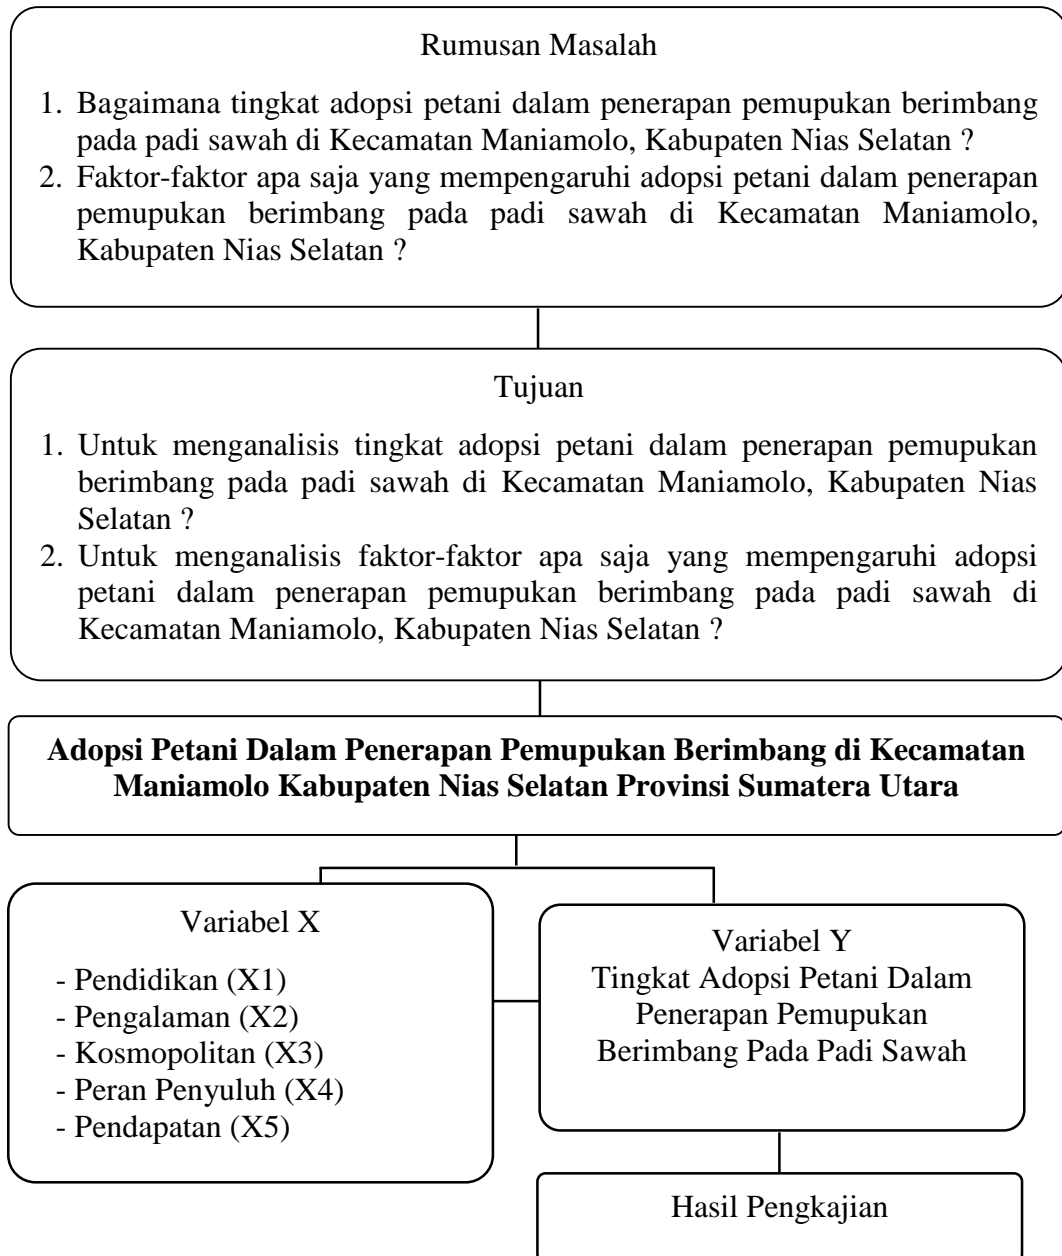 Rumusan Masalah
1. Bagaimana tingkat adopsi petani dalam penerapan pemupukan berimbang
pada padi sawah di Kecamatan Maniamolo, Kabupaten Nias Selatan ?
2. Faktor-faktor apa saja yang mempengaruhi adopsi petani dalam penerapan
pemupukan berimbang pada padi sawah di Kecamatan Maniamolo,
Kabupaten Nias Selatan ?
Tujuan
1. Untuk menganalisis tingkat adopsi petani dalam penerapan pemupukan
berimbang pada padi sawah di Kecamatan Maniamolo, Kabupaten Nias
Selatan ?
2. Untuk menganalisis faktor-faktor apa saja yang mempengaruhi adopsi
petani dalam penerapan pemupukan berimbang pada padi sawah di
Kecamatan Maniamolo, Kabupaten Nias Selatan ?
Adopsi Petani Dalam Penerapan Pemupukan Berimbang di Kecamatan
Maniamolo Kabupaten Nias Selatan Provinsi Sumatera Utara
Variabel X
- Pendidikan (X1)
- Pengalaman (X2)
- Kosmopolitan (X3)
- Peran Penyuluh (X4)
- Pendapatan (X5)
Variabel Y
Tingkat Adopsi Petani Dalam
Penerapan Pemupukan
Berimbang Pada Padi Sawah
Hasil Pengkajian